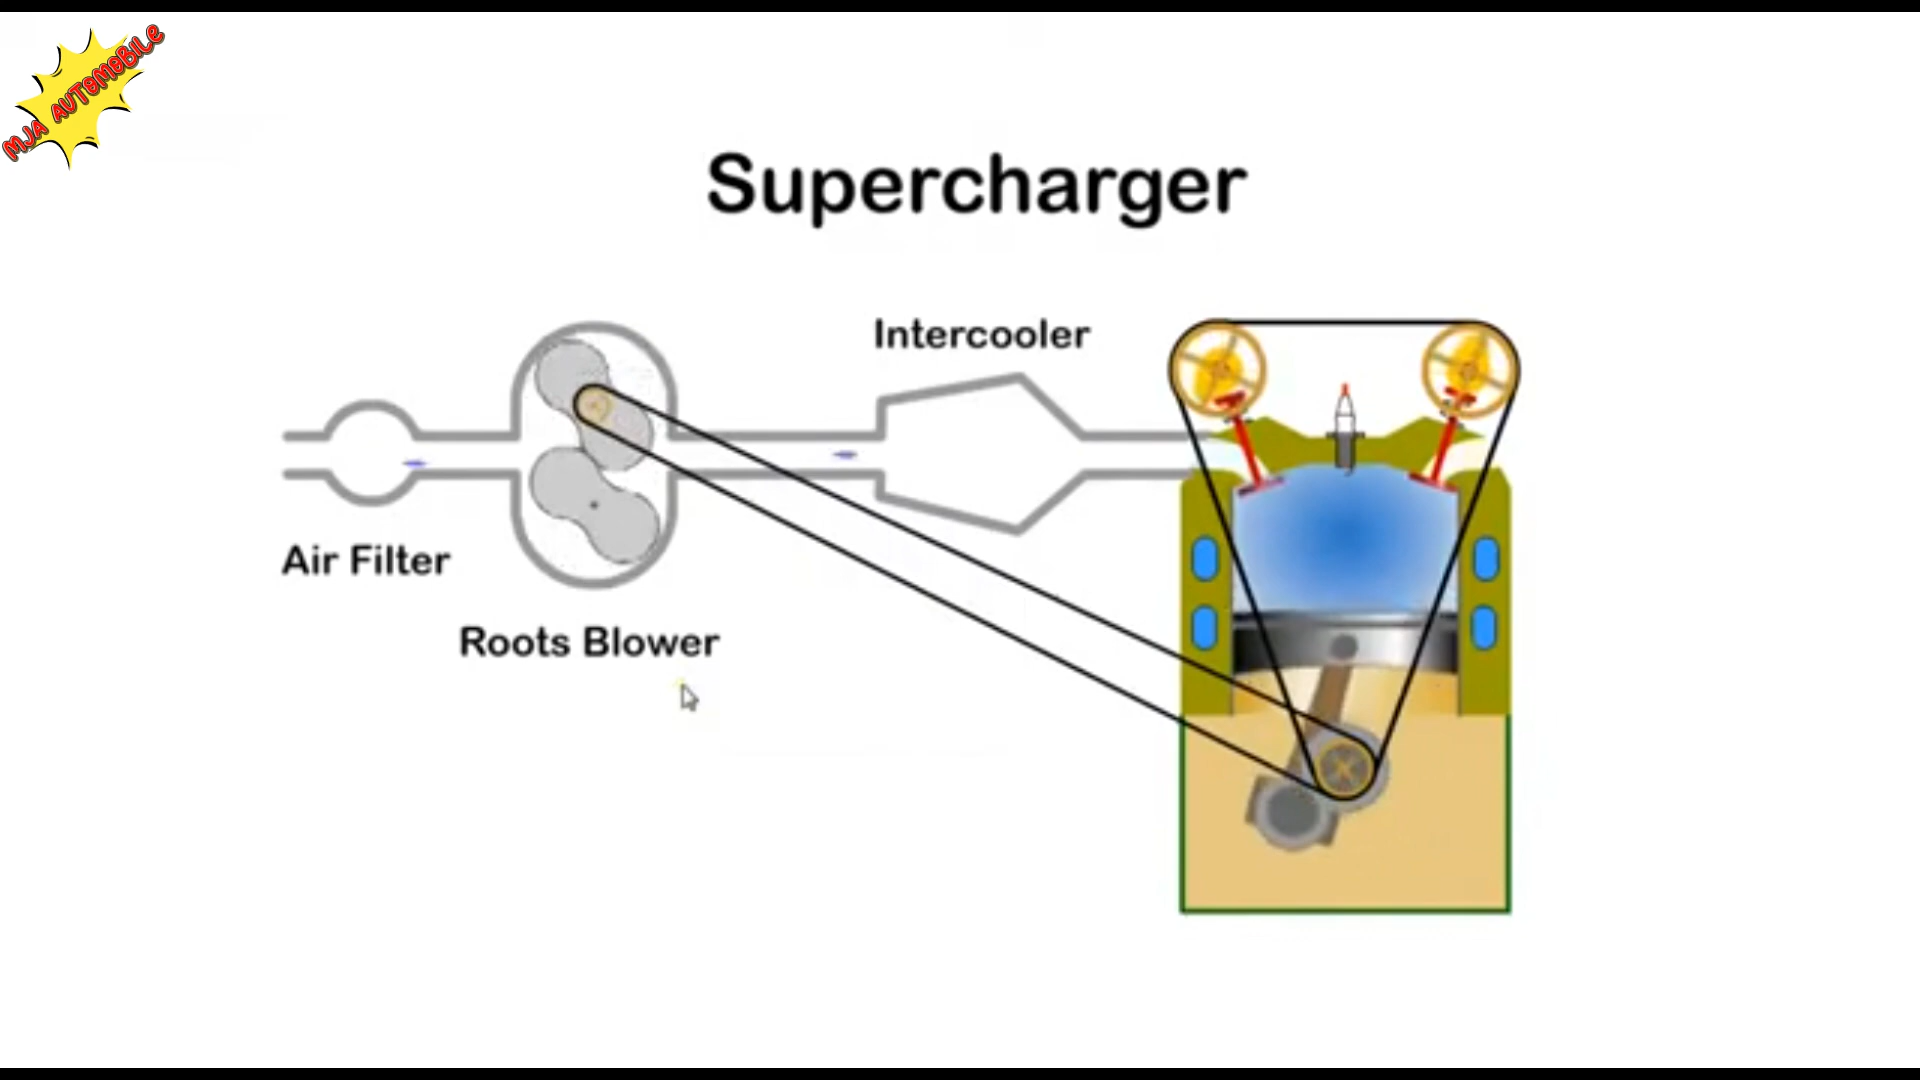 MJA AUTOMOBILE
Supercharger
Intercooler
Air Filter
Roots Blower